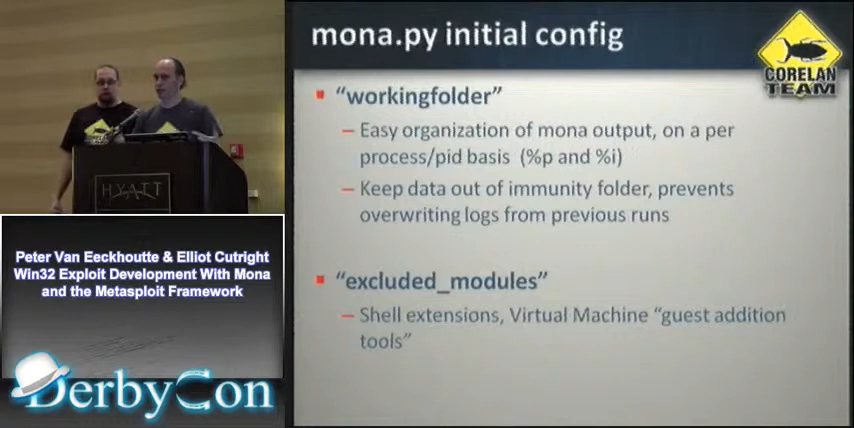 mona.py initial config
CORELAN
TEAM
"workingfolder"
– Easy organization of mona output, on a per
process/pid basis (%p and %i)
– Keep data out of immunity folder, prevents
overwriting logs from previous runs
"excluded_modules"
– Shell extensions, Virtual Machine "guest addition
tools"
HYATT
Peter Van Eeckhoutte & Elliot Cutright
Win32 Exploit Development With Mona
and the Metasploit Framework
DerbyCon